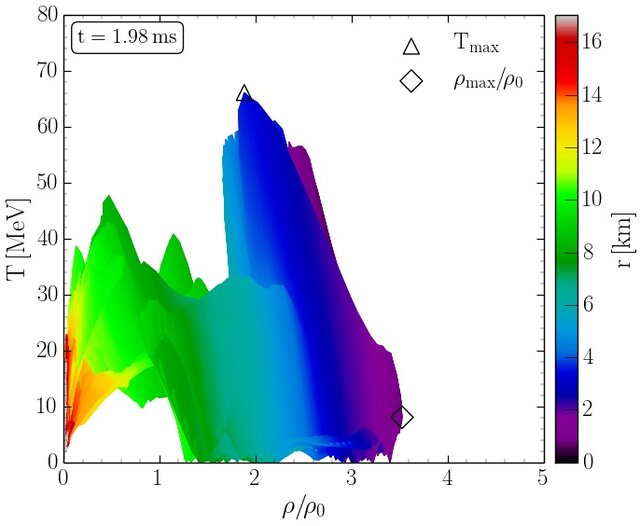 t = 1.98 ms
T_max
ρ_max/ρ_0
80
70
60
50
40
30
20
10
0
T [MeV]
0 1 2 3 4 5
ρ/ρ_0
16
14
12
10
8
6
4
2
0
r [km]